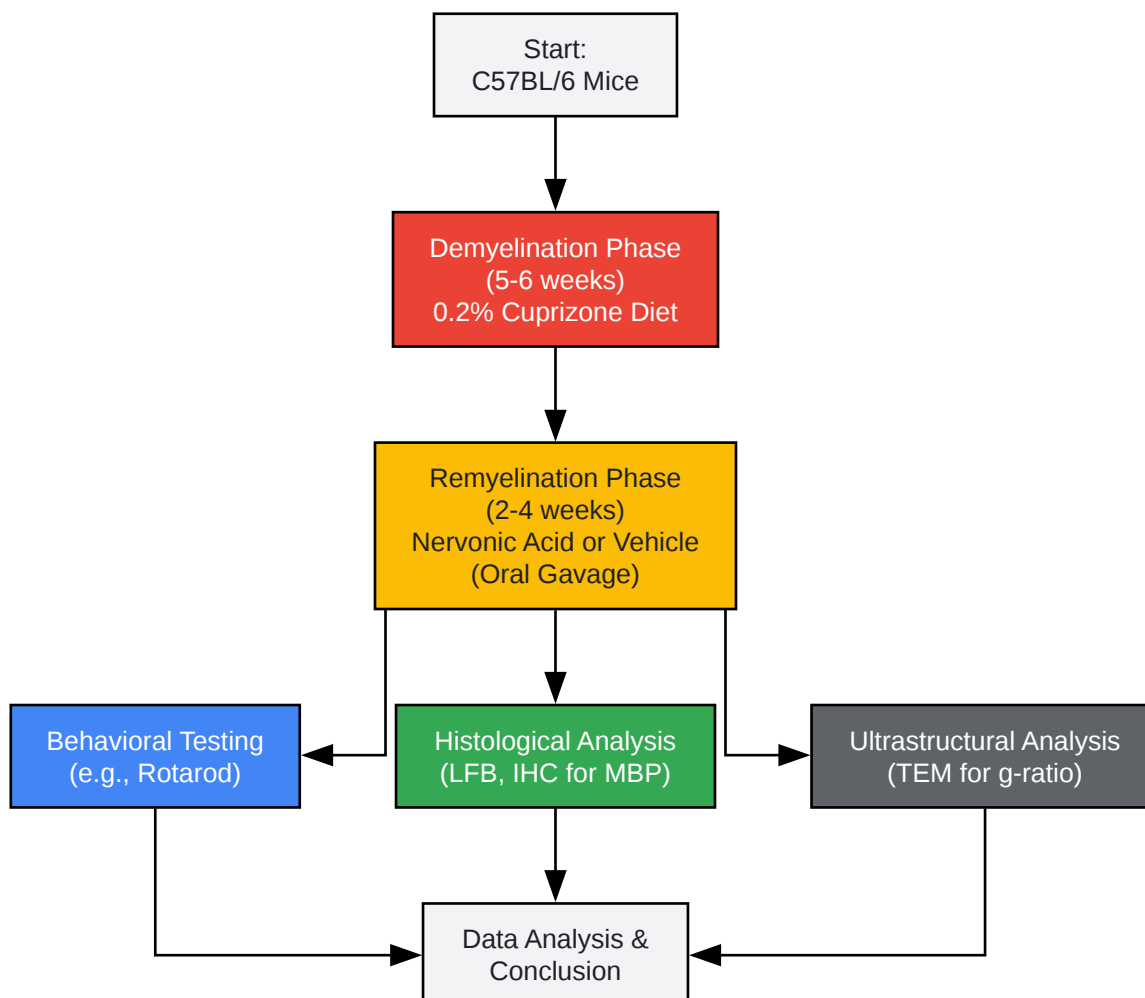 Start:
C57BL/6 Mice
Demyelination Phase
(5-6 weeks)
0.2% Cuprizone Diet
Remyelination Phase
(2-4 weeks)
Nervonic Acid or Vehicle
(Oral Gavage)
Behavioral Testing
(e.g., Rotarod)
Histological Analysis
(LFB, IHC for MBP)
Ultrastructural Analysis
(TEM for g-ratio)
Data Analysis &
Conclusion